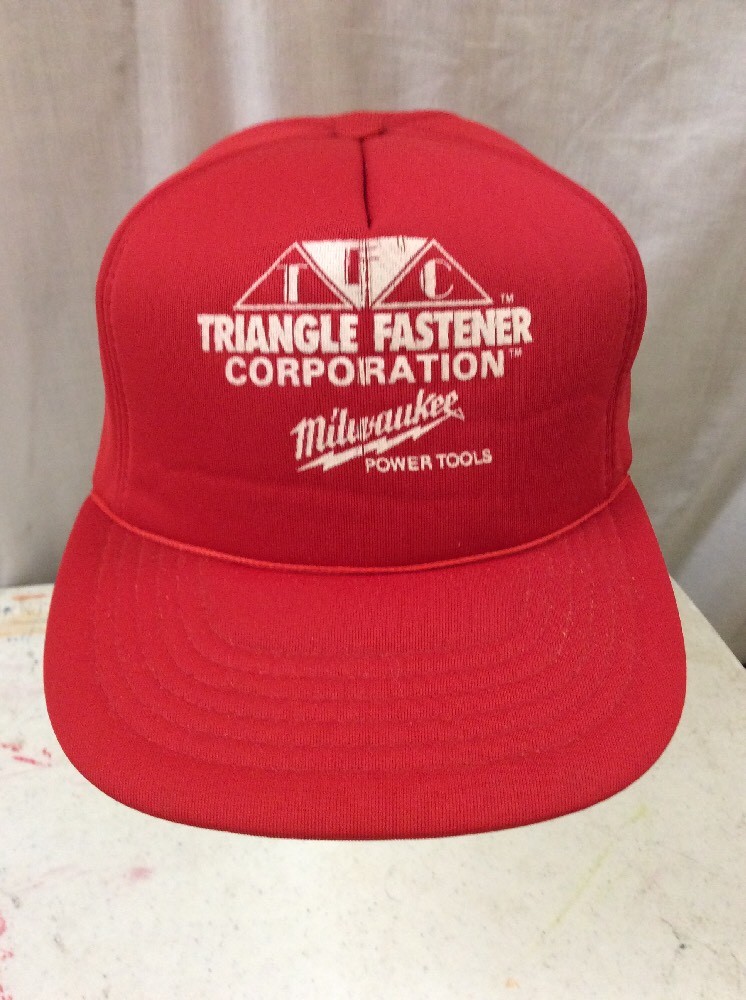 TFC™
TRIANGLE FASTENER
CORPORATION™
Milwaukee
POWER TOOLS